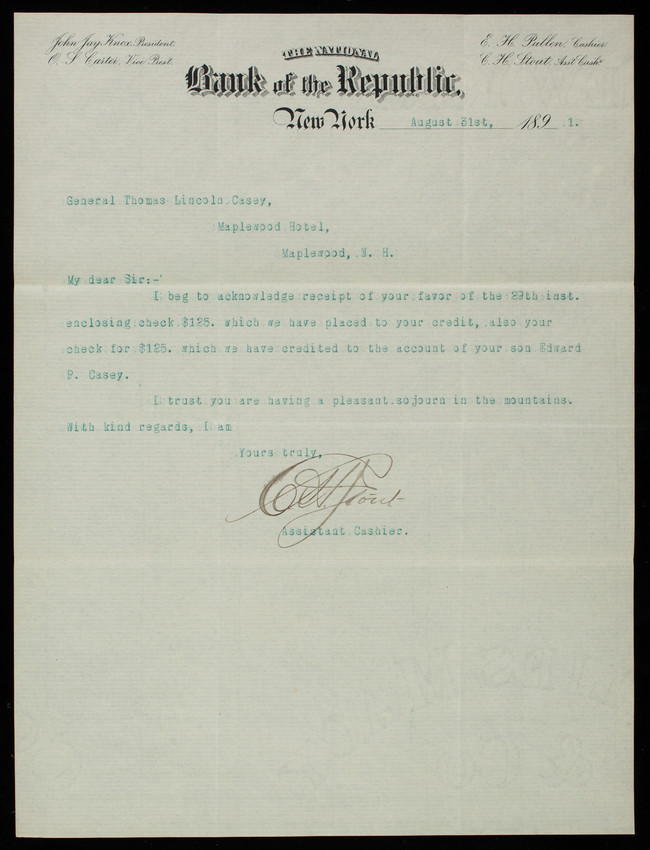 John Jay Knox. President.
O. S. Carter, Vice Prest.
E. H. Pullen, Cashier
C. H. Stout, Asst Cashr
THE NATIONAL
Bank of the Republic,
New York August 31st, 189 1.
General Thomas Lincoln Casey,
Maplewood Hotel,
Maplewood, N. H.
My dear Sir:-
I beg to acknowledge receipt of your favor of the 29th inst.
enclosing check $125. which we have placed to your credit, also your
check for $125. which we have credited to the account of your son Edward
P. Casey.
I trust you are having a pleasant sojourn in the mountains.
With kind regards, I am
Yours truly,
C. H. Stout
Assistant Cashier.